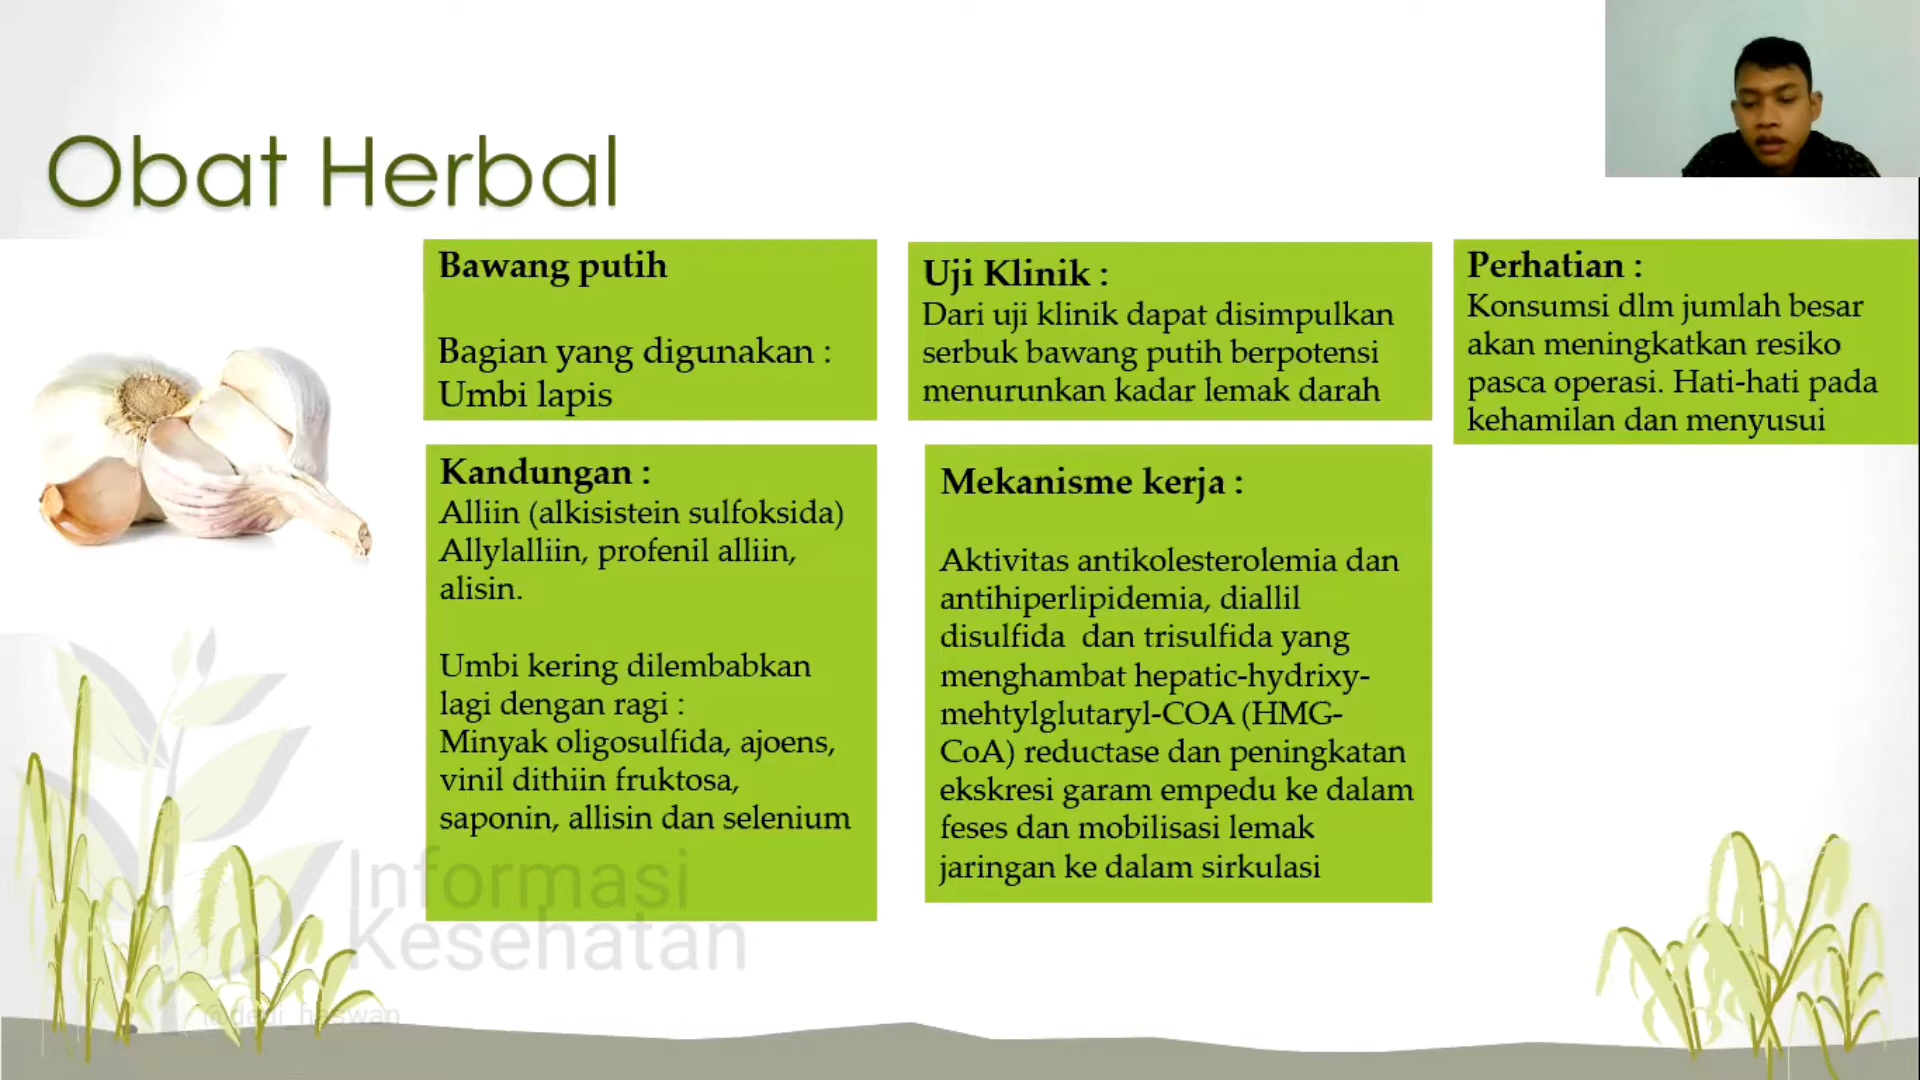 Obat Herbal
Bawang putih
Bagian yang digunakan :
Umbi lapis
Kandungan :
Alliin (alkisistein sulfoksida)
Allylalliin, profenil alliin,
alisin.
Umbi kering dilembabkan
lagi dengan ragi :
Minyak oligosulfida, ajoens,
vinil dithiin fruktosa,
saponin, allisin dan selenium
Uji Klinik :
Dari uji klinik dapat disimpulkan
serbuk bawang putih berpotensi
menurunkan kadar lemak darah
Mekanisme kerja :
Aktivitas antikolesterolemia dan
antihiperlipidemia, diallil
disulfida  dan trisulfida yang
menghambat hepatic-hydrixy-
mehtylglutaryl-COA (HMG-
CoA) reductase dan peningkatan
ekskresi garam empedu ke dalam
feses dan mobilisasi lemak
jaringan ke dalam sirkulasi
Perhatian :
Konsumsi dlm jumlah besar
akan meningkatkan resiko
pasca operasi. Hati-hati pada
kehamilan dan menyusui
Informasi
Kesehatan